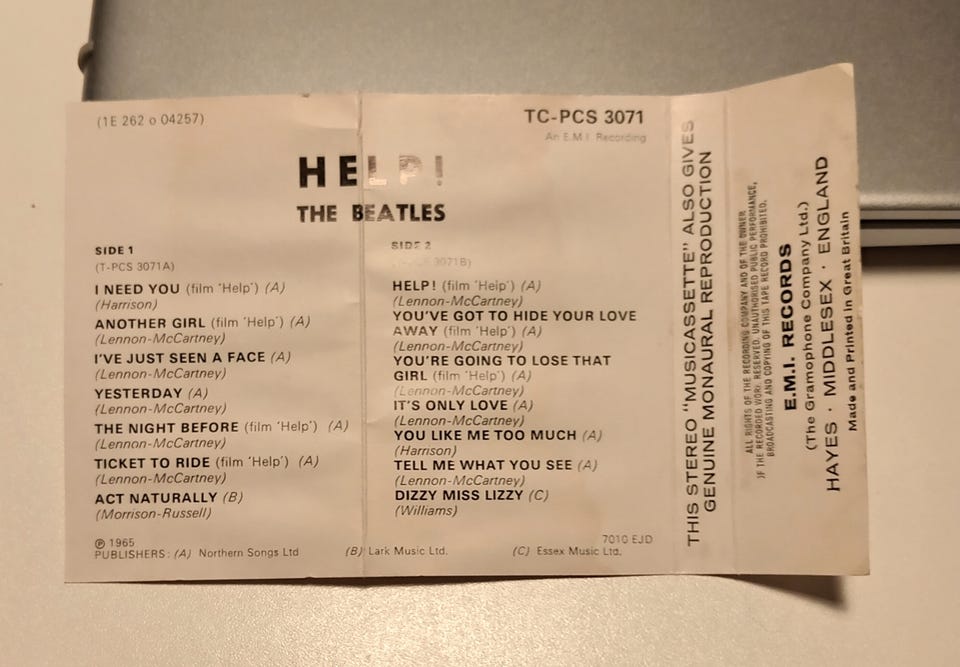 (1E 262 o 04257)
TC-PCS 3071
An E.M.I. Recording
HELP!
THE BEATLES
SIDE 1
(T-PCS 3071A)
I NEED YOU (film 'Help') (A)
(Harrison)
ANOTHER GIRL (film 'Help') (A)
(Lennon-McCartney)
I'VE JUST SEEN A FACE (A)
(Lennon-McCartney)
YESTERDAY (A)
(Lennon-McCartney)
THE NIGHT BEFORE (film 'Help') (A)
(Lennon-McCartney)
TICKET TO RIDE (film 'Help') (A)
(Lennon-McCartney)
ACT NATURALLY (B)
(Morrison-Russell)
SIDE 2
3071B)
HELP! (film 'Help') (A)
(Lennon-McCartney)
YOU'VE GOT TO HIDE YOUR LOVE
AWAY (film 'Help') (A)
(Lennon-McCartney)
YOU'RE GOING TO LOSE THAT
GIRL (film 'Help') (A)
(Lennon-McCartney)
IT'S ONLY LOVE (A)
(Lennon-McCartney)
YOU LIKE ME TOO MUCH (A)
(Harrison)
TELL ME WHAT YOU SEE (A)
(Lennon-McCartney)
DIZZY MISS LIZZY (C)
(Williams)
7010 EJD
℗ 1965
PUBLISHERS: (A) Northern Songs Ltd (B) Lark Music Ltd. (C) Essex Music Ltd.
THIS STEREO "MUSICASSETTE" ALSO GIVES
GENUINE MONAURAL REPRODUCTION
ALL RIGHTS OF THE RECORDING COMPANY AND OF THE OWNER
OF THE RECORDED WORK RESERVED. UNAUTHORISED PUBLIC PERFORMANCE,
BROADCASTING AND COPYING OF THIS TAPE RECORD PROHIBITED.
E.M.I. RECORDS
(The Gramophone Company Ltd.)
HAYES · MIDDLESEX · ENGLAND
Made and Printed in Great Britain